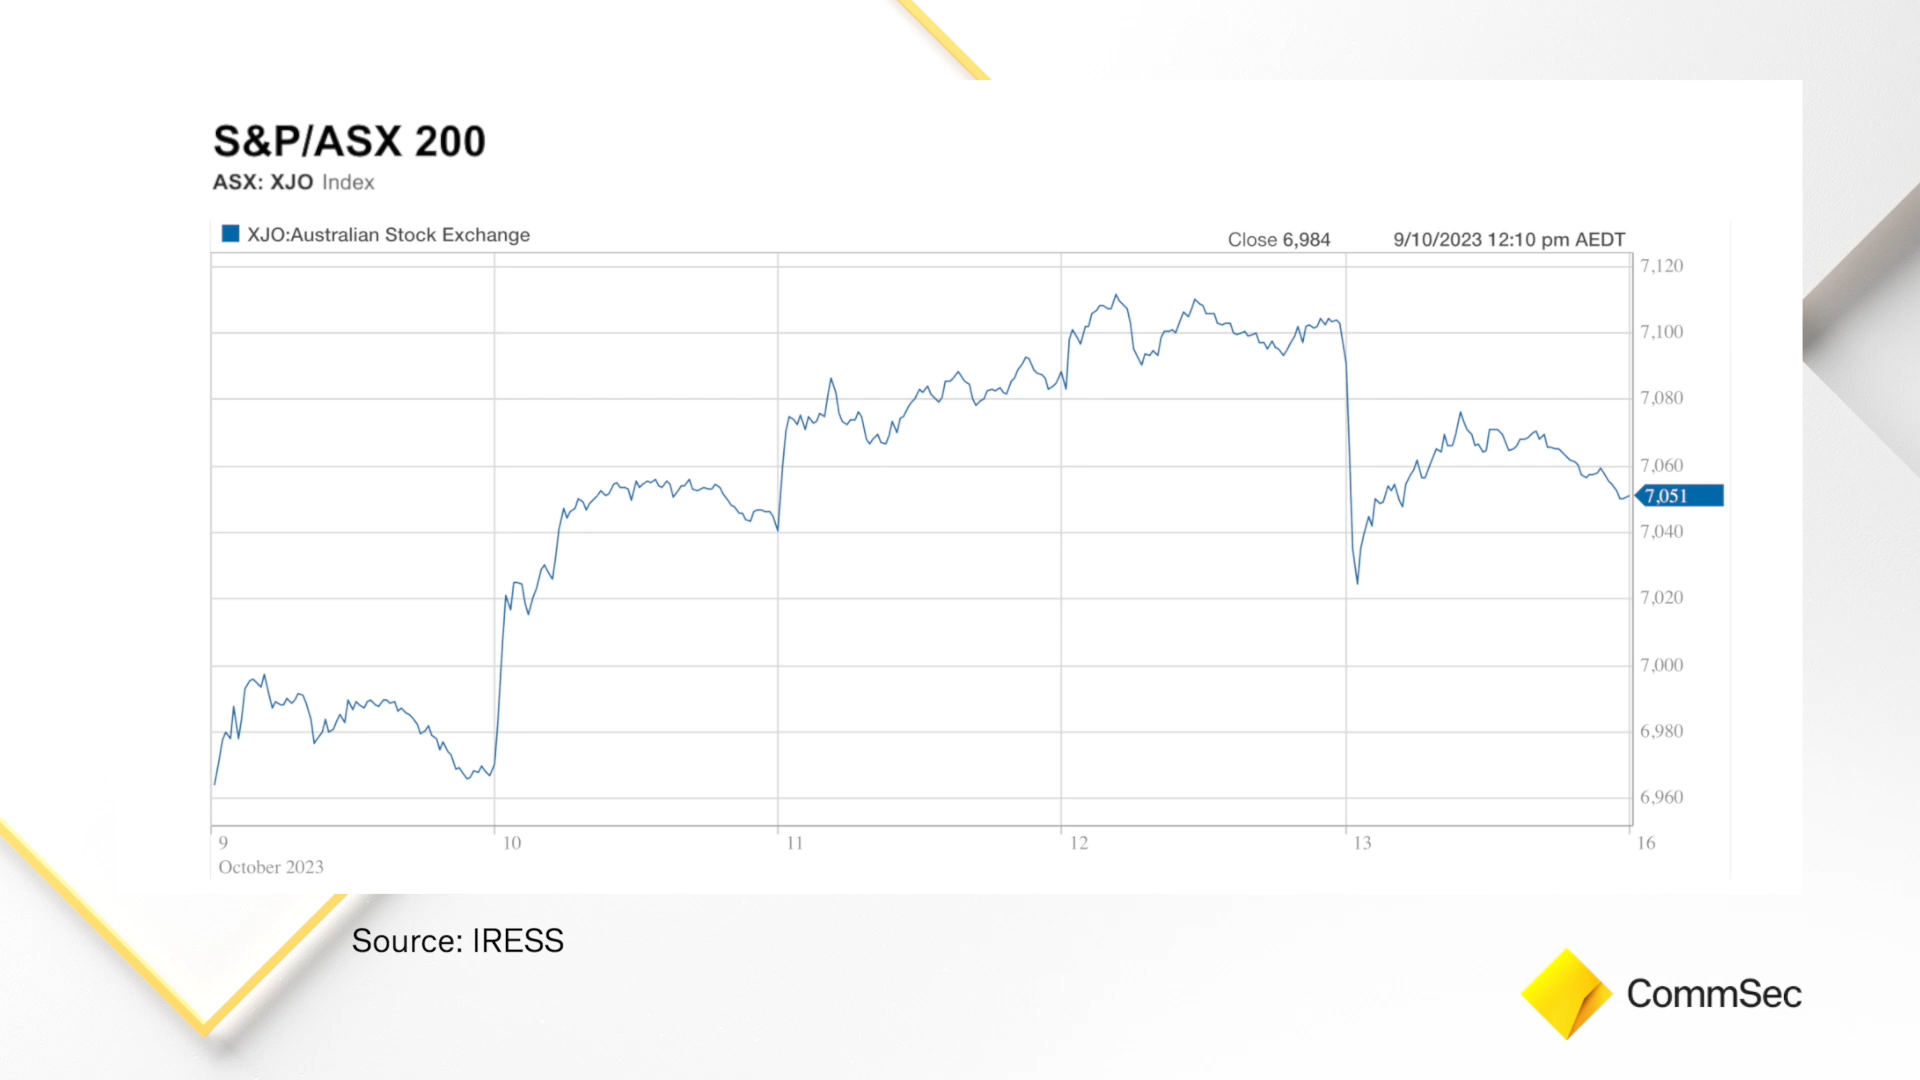 S&P/ASX 200
ASX: XJO Index
XJO:Australian Stock Exchange
Close 6,984 9/10/2023 12:10 pm AEDT
7,120
7,100
7,080
7,060
7,051
7,040
7,020
7,000
6,980
6,960
9 10 11 12 13 16
October 2023
Source: IRESS
CommSec